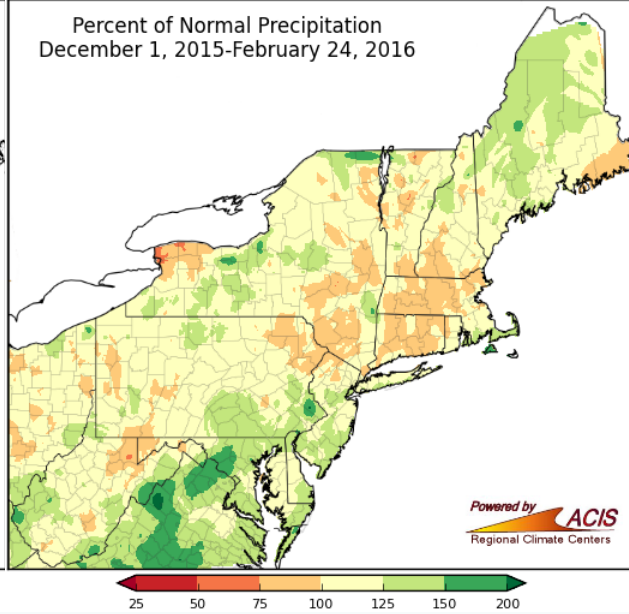 Percent of Normal Precipitation
December 1, 2015-February 24, 2016
Powered by
ACIS
Regional Climate Centers
25 50 75 100 125 150 200